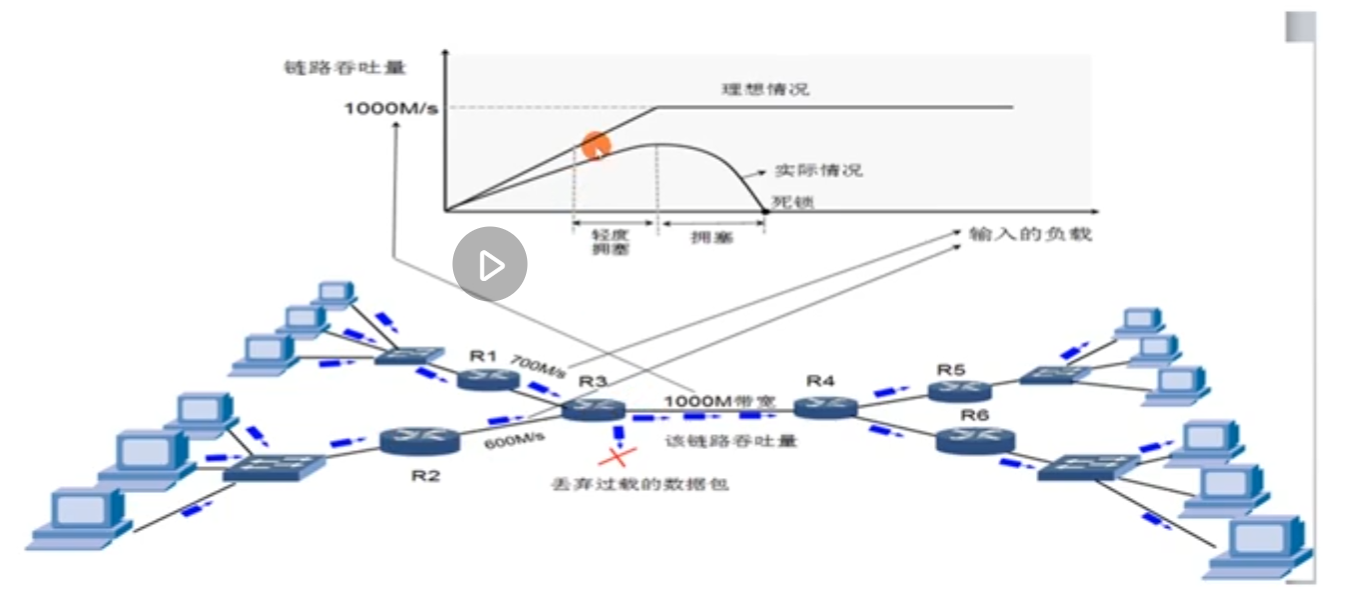 链路吞吐量
理想情况
1000M/s
实际情况
死锁
轻度
拥塞
拥塞
输入的负载
R1
700M/s
R3
R4
R5
1000M带宽
R6
600M/s
该链路吞吐量
R2
丢弃过载的数据包